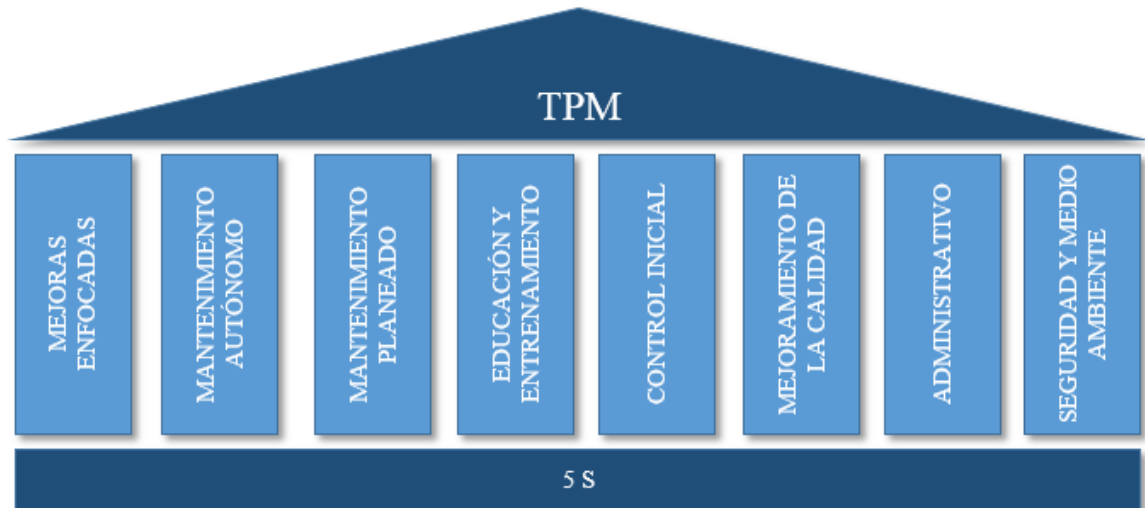 TPM
MEJORAS
ENFOCADAS
MANTENIMIENTO
AUTÓNOMO
MANTENIMIENTO
PLANEADO
EDUCACIÓN Y
ENTRENAMIENTO
CONTROL INICIAL
MEJORAMIENTO DE
LA CALIDAD
ADMINISTRATIVO
SEGURIDAD Y MEDIO
AMBIENTE
5 S